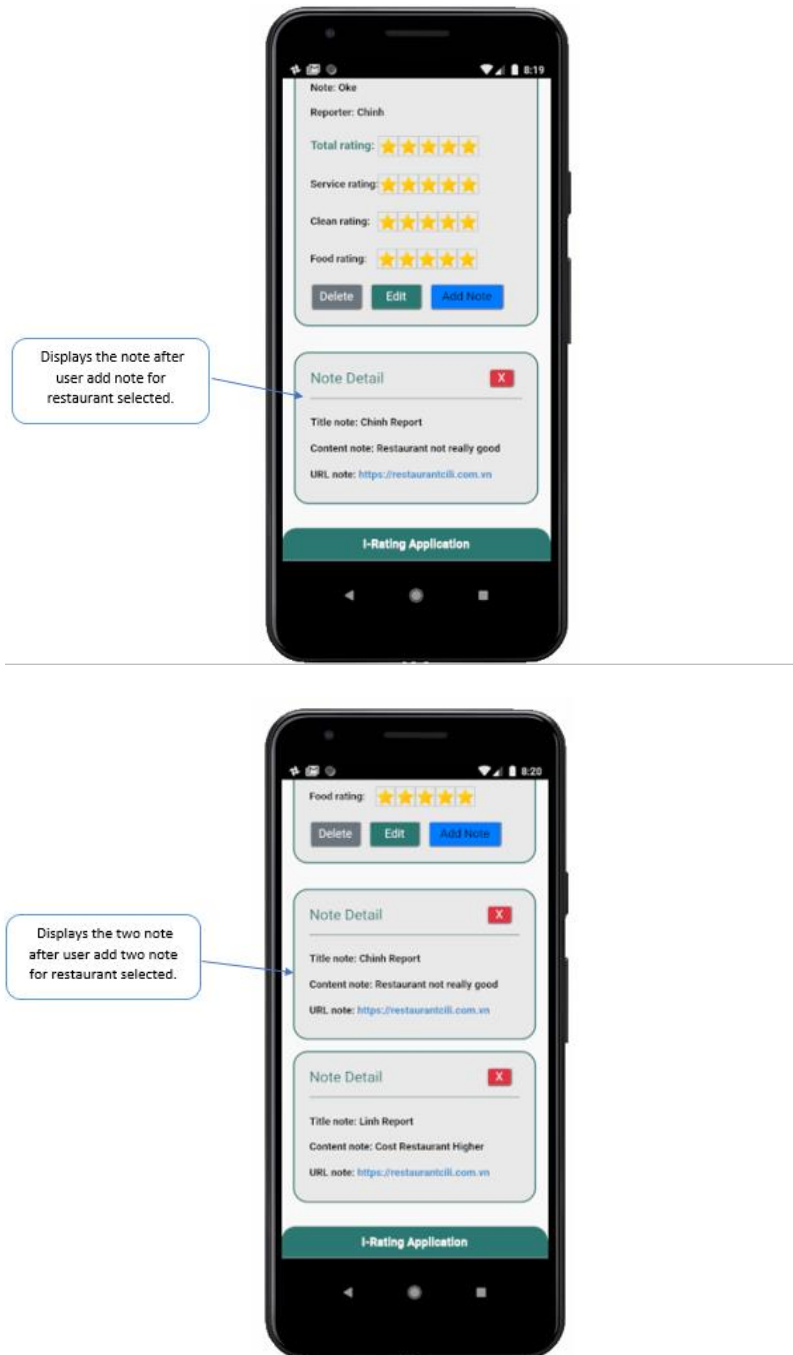 8:19
Note: Oke
Reporter: Chinh
Total rating:
Service rating:
Clean rating:
Food rating:
Delete Edit Add Note
Displays the note after
user add note for
restaurant selected.
Note Detail X
Title note: Chinh Report
Content note: Restaurant not really good
URL note: https://restaurantcili.com.vn
I-Rating Application
8:20
Food rating:
Delete Edit Add Note
Displays the two note
after user add two note
for restaurant selected.
Note Detail X
Title note: Chinh Report
Content note: Restaurant not really good
URL note: https://restaurantcili.com.vn
Note Detail X
Title note: Linh Report
Content note: Cost Restaurant Higher
URL note: https://restaurantcili.com.vn
I-Rating Application